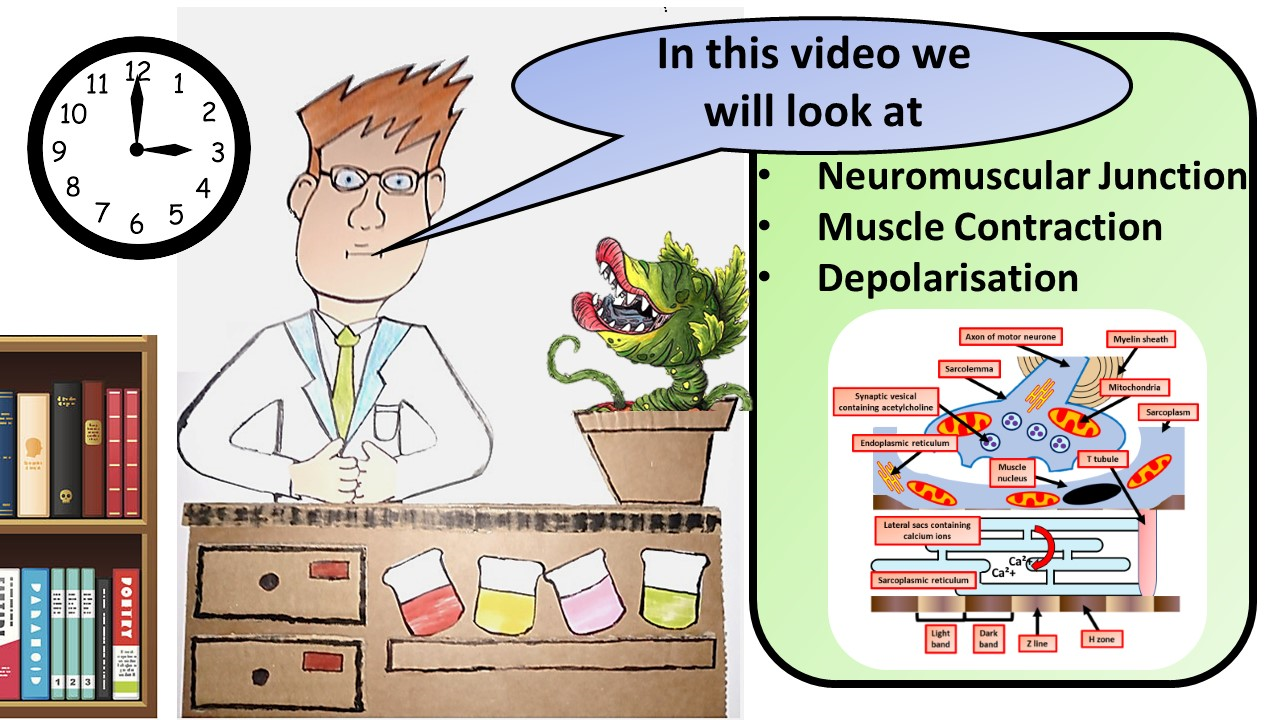 In this video we
will look at
12
11
1
10
2
9
3
8
4
7
5
6
• Neuromuscular Junction
• Muscle Contraction
• Depolarisation
Axon of motor neurone
Myelin sheath
Sarcolemma
Mitochondria
Synaptic vesical
containing acetylcholine
Sarcoplasm
Endoplasmic reticulum
T tubule
Muscle
nucleus
Lateral sacs containing
calcium ions
Ca²+
Ca²+
Sarcoplasmic reticulum
Light
band
Dark
band
Z line
H zone
PARANOID
POETRY
1 2 3